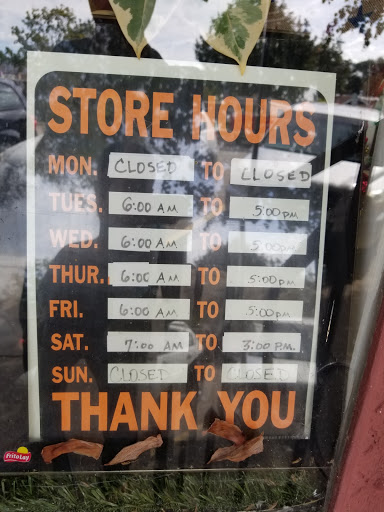 STORE HOURS
MON. CLOSED TO CLOSED
TUES. 6:00 AM TO 5:00 PM
WED. 6:00 AM TO 5:00 PM
THUR. 6:00 AM TO 5:00 PM
FRI. 6:00 AM TO 5:00 PM
SAT. 7:00 AM TO 3:00 P.M.
SUN. CLOSED TO CLOSED
THANK YOU
Frito Lay